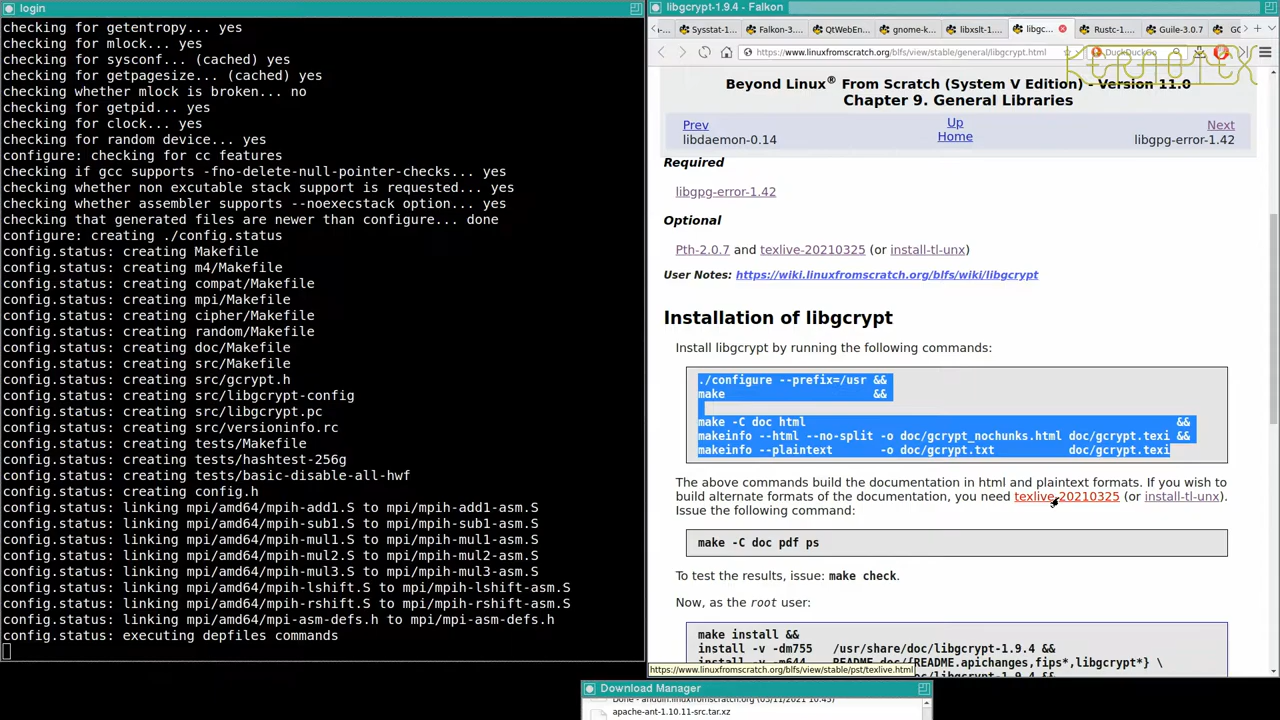 login
checking for getentropy... yes
checking for mlock... yes
checking for sysconf... (cached) yes
checking for getpagesize... (cached) yes
checking whether mlock is broken... no
checking for getpid... yes
checking for clock... yes
checking for random device... yes
configure: checking for cc features
checking if gcc supports -fno-delete-null-pointer-checks... yes
checking whether non excutable stack support is requested... yes
checking whether assembler supports --noexecstack option... yes
checking that generated files are newer than configure... done
configure: creating ./config.status
config.status: creating Makefile
config.status: creating m4/Makefile
config.status: creating compat/Makefile
config.status: creating mpi/Makefile
config.status: creating cipher/Makefile
config.status: creating random/Makefile
config.status: creating doc/Makefile
config.status: creating src/Makefile
config.status: creating src/gcrypt.h
config.status: creating src/libgcrypt-config
config.status: creating src/libgcrypt.pc
config.status: creating src/versioninfo.rc
config.status: creating tests/Makefile
config.status: creating tests/hashtest-256g
config.status: creating tests/basic-disable-all-hwf
config.status: creating config.h
config.status: linking mpi/amd64/mpih-add1.S to mpi/mpih-add1-asm.S
config.status: linking mpi/amd64/mpih-sub1.S to mpi/mpih-sub1-asm.S
config.status: linking mpi/amd64/mpih-mul1.S to mpi/mpih-mul1-asm.S
config.status: linking mpi/amd64/mpih-mul2.S to mpi/mpih-mul2-asm.S
config.status: linking mpi/amd64/mpih-mul3.S to mpi/mpih-mul3-asm.S
config.status: linking mpi/amd64/mpih-lshift.S to mpi/mpih-lshift-asm.S
config.status: linking mpi/amd64/mpih-rshift.S to mpi/mpih-rshift-asm.S
config.status: linking mpi/amd64/mpi-asm-defs.h to mpi/mpi-asm-defs.h
config.status: executing depfiles commands
libgcrypt-1.9.4 - Falkon
Sysstat-1... Falkon-3... QtWebEn... gnome-k... libxslt-1... libgc... Rustc-1... Guile-3.0.7
https://www.linuxfromscratch.org/blfs/view/stable/general/libgcrypt.html DuckDuckGo
KERNOTEX
Beyond Linux® From Scratch (System V Edition) - Version 11.0
Chapter 9. General Libraries
Prev Up Next
libdaemon-0.14 Home libgpg-error-1.42
Required
libgpg-error-1.42
Optional
Pth-2.0.7 and texlive-20210325 (or install-tl-unx)
User Notes: https://wiki.linuxfromscratch.org/blfs/wiki/libgcrypt
Installation of libgcrypt
Install libgcrypt by running the following commands:
./configure --prefix=/usr &&
make &&
make -C doc html &&
makeinfo --html --no-split -o doc/gcrypt_nochunks.html doc/gcrypt.texi &&
makeinfo --plaintext -o doc/gcrypt.txt doc/gcrypt.texi
The above commands build the documentation in html and plaintext formats. If you wish to
build alternate formats of the documentation, you need texlive-20210325 (or install-tl-unx).
Issue the following command:
make -C doc pdf ps
To test the results, issue: make check.
Now, as the root user:
make install &&
install -v -dm755 /usr/share/doc/libgcrypt-1.9.4 &&
install -v -m644 README doc/{README.apichanges,fips*,libgcrypt*} \
https://www.linuxfromscratch.org/blfs/view/stable/pst/texlive.html
Download Manager
Done - anduin.linuxfromscratch.org (05/11/2021 10:45)
apache-ant-1.10.11-src.tar.xz